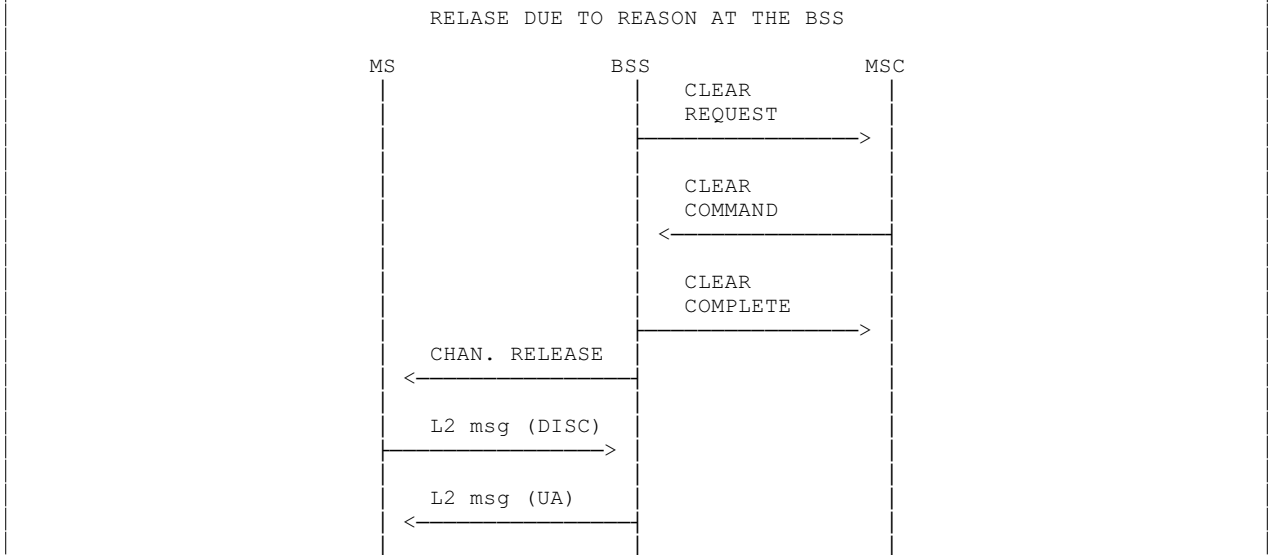 RELASE DUE TO REASON AT THE BSS
MS BSS MSC
CLEAR
REQUEST
CLEAR
COMMAND
CLEAR
COMPLETE
CHAN. RELEASE
L2 msg (DISC)
L2 msg (UA)